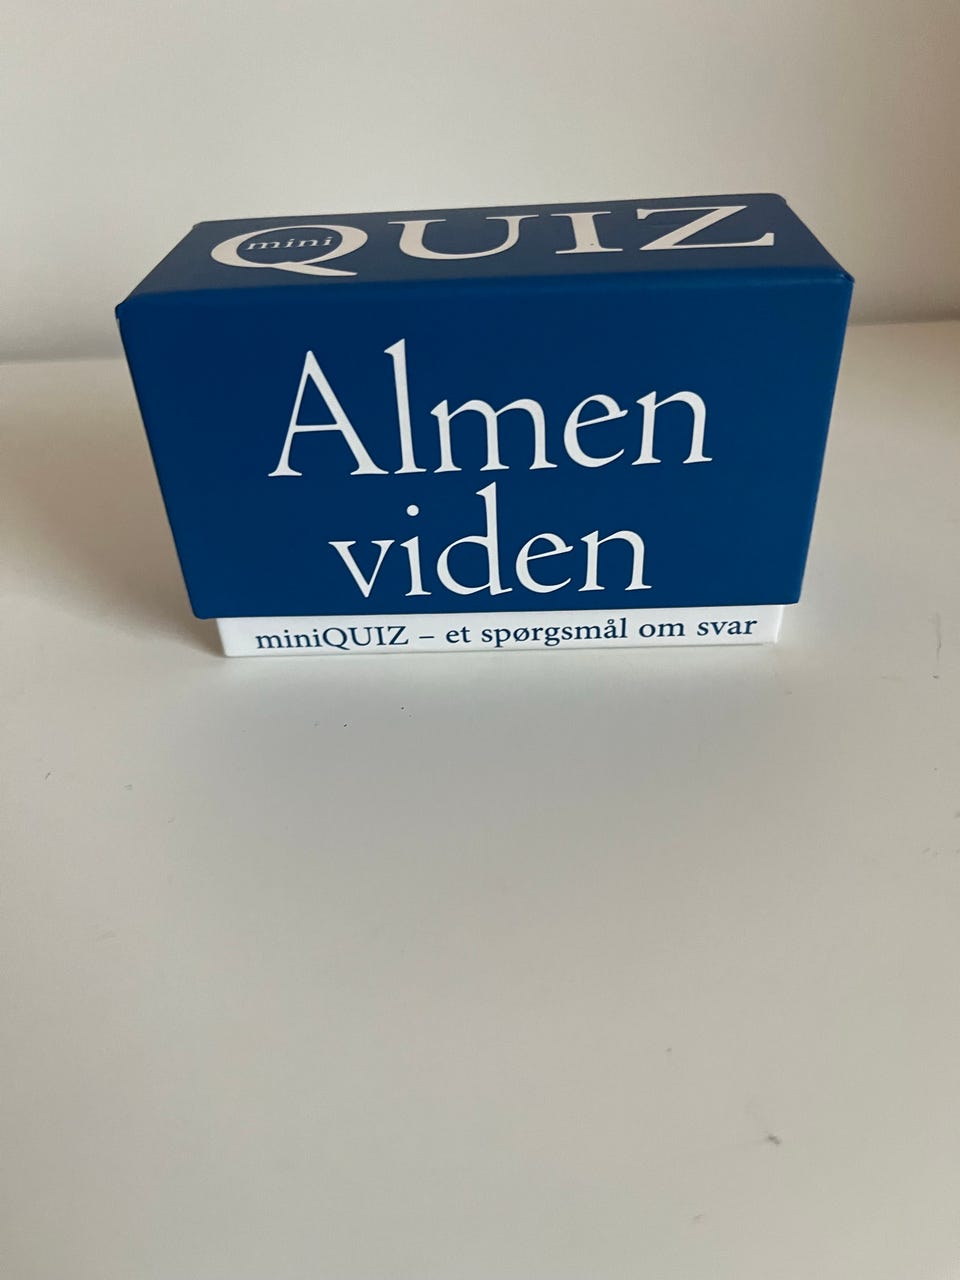 mini QUIZ
Almen
viden
miniQUIZ – et spørgsmål om svar